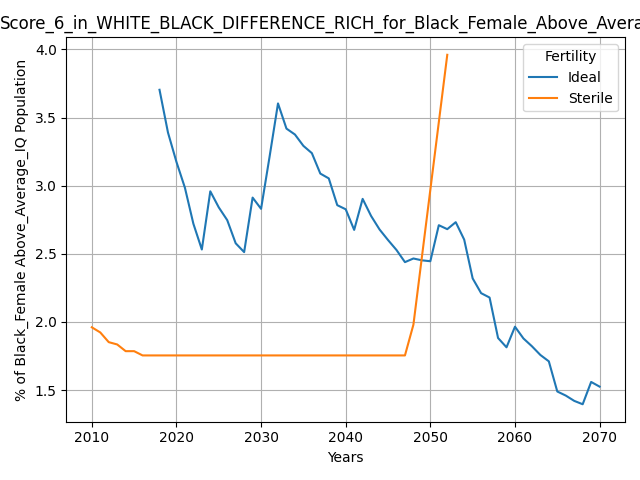 Score_6_in_WHITE_BLACK_DIFFERENCE_RICH_for_Black_Female_Above_Avera
% of Black_Female Above_Average_IQ Population
4.0
3.5
3.0
2.5
2.0
1.5
Fertility
Ideal
Sterile
2010 2020 2030 2040 2050 2060 2070
Years